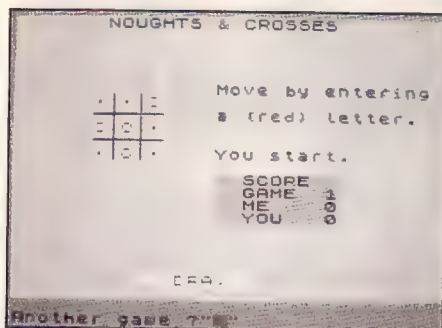 NOUGHTS & CROSSES
Move by entering
a (red) letter.
You start.
SCORE
GAME 1
ME 0
YOU 0
Another game ?"